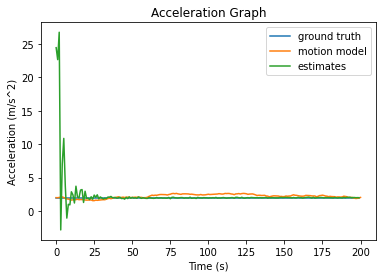 Acceleration Graph
ground truth
motion model
estimates
Acceleration (m/s^2)
25
20
15
10
5
0
0 25 50 75 100 125 150 175 200
Time (s)